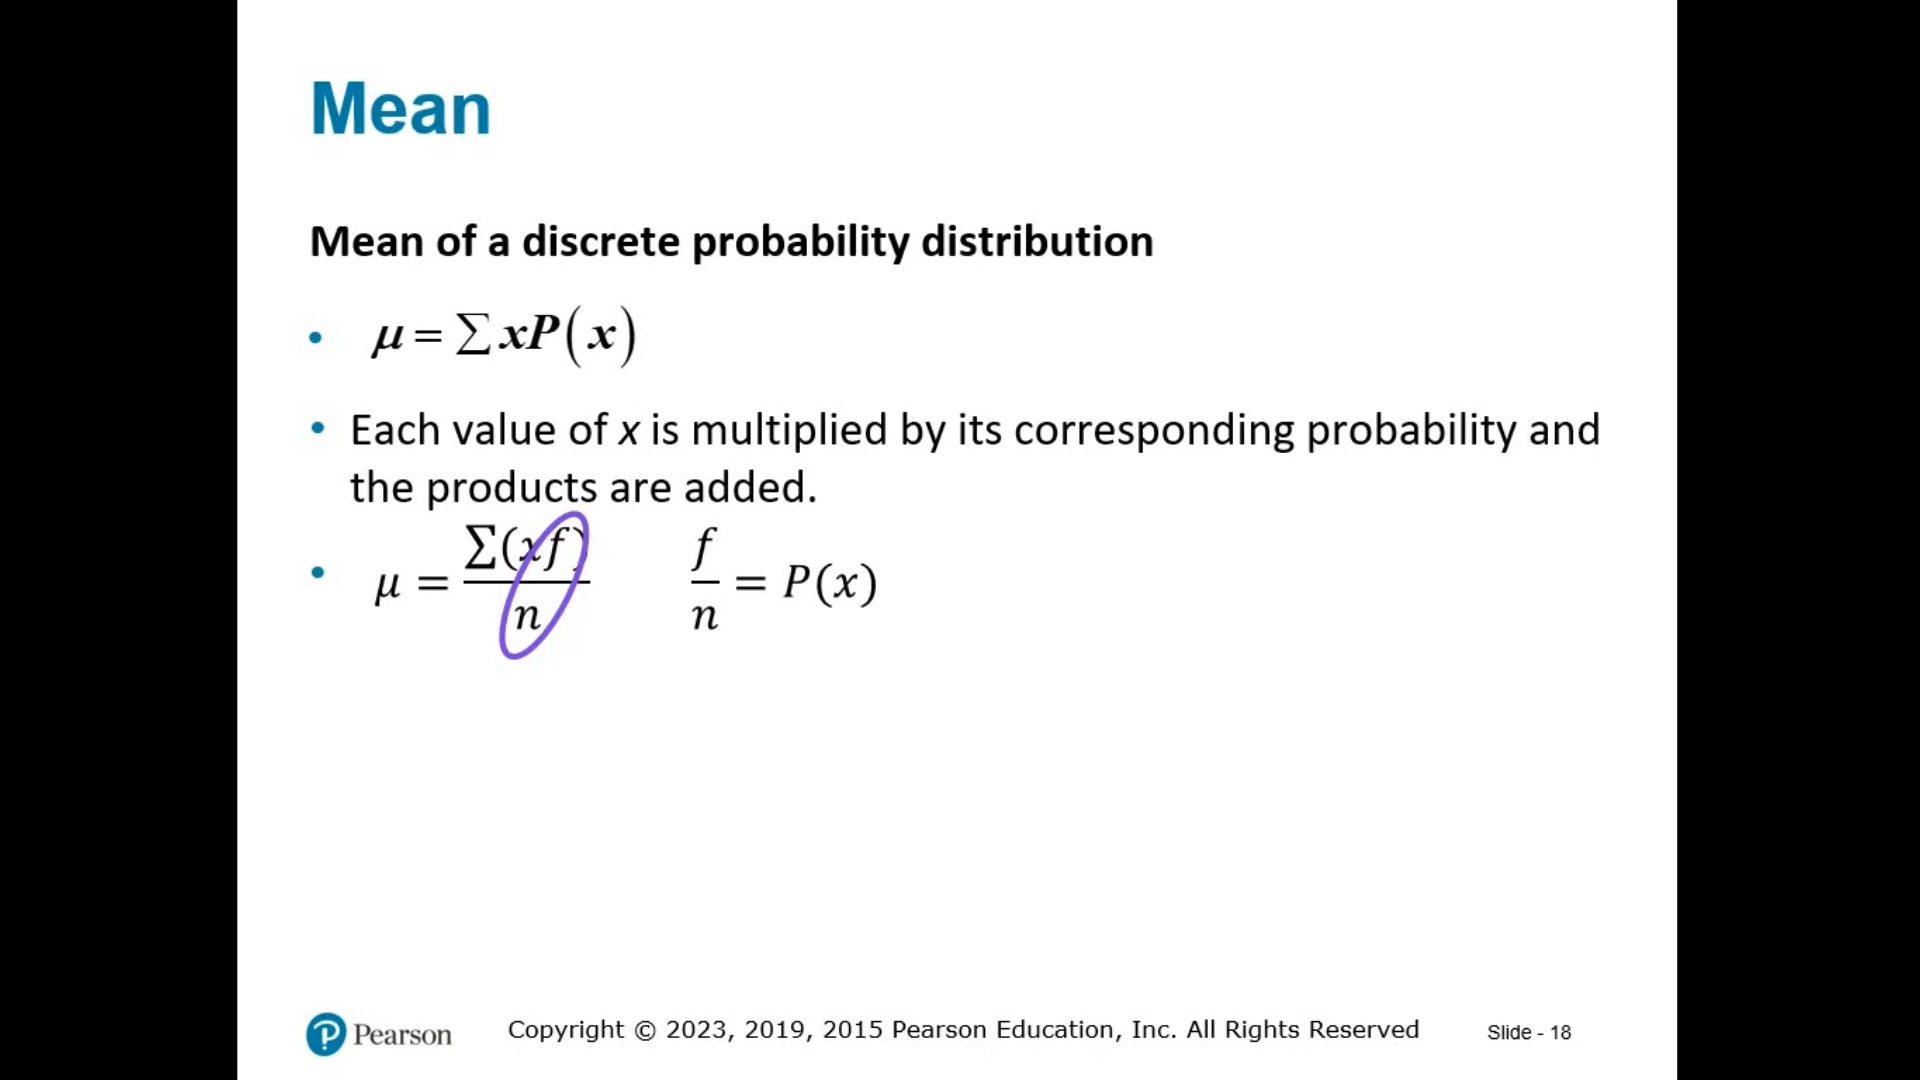 Mean
Mean of a discrete probability distribution
• μ = ∑ xP(x)
• Each value of x is multiplied by its corresponding probability and
the products are added.
• μ = ∑(xf)/n    f/n = P(x)
Pearson Copyright © 2023, 2019, 2015 Pearson Education, Inc. All Rights Reserved Slide - 18